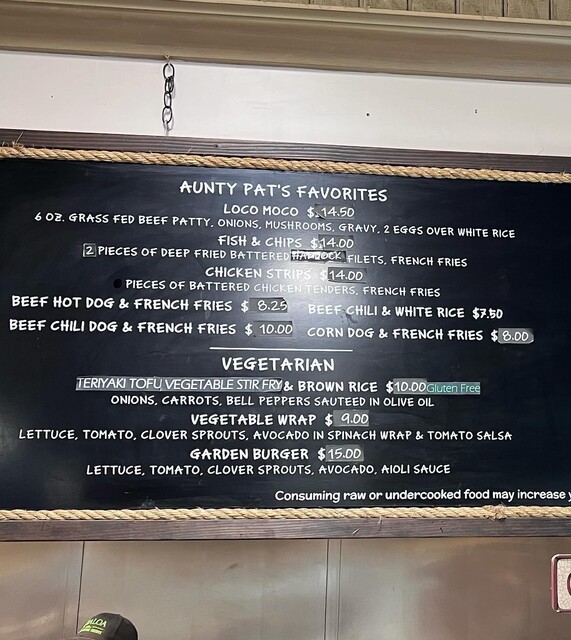 AUNTY PAT'S FAVORITES
LOCO MOCO $ 14.50
6 OZ. GRASS FED BEEF PATTY, ONIONS, MUSHROOMS, GRAVY, 2 EGGS OVER WHITE RICE
FISH & CHIPS $ 14.00
2 PIECES OF DEEP FRIED BATTERED HADDOCK FILETS, FRENCH FRIES
CHICKEN STRIPS $ 14.00
PIECES OF BATTERED CHICKEN TENDERS, FRENCH FRIES
BEEF HOT DOG & FRENCH FRIES $ 8.25 BEEF CHILI & WHITE RICE $7.50
BEEF CHILI DOG & FRENCH FRIES $ 10.00 CORN DOG & FRENCH FRIES $ 8.00
VEGETARIAN
TERIYAKI TOFU VEGETABLE STIR FRY & BROWN RICE $10.00 Gluten Free
ONIONS, CARROTS, BELL PEPPERS SAUTEED IN OLIVE OIL
VEGETABLE WRAP $ 9.00
LETTUCE, TOMATO, CLOVER SPROUTS, AVOCADO IN SPINACH WRAP & TOMATO SALSA
GARDEN BURGER $15.00
LETTUCE, TOMATO, CLOVER SPROUTS, AVOCADO, AIOLI SAUCE
Consuming raw or undercooked food may increase